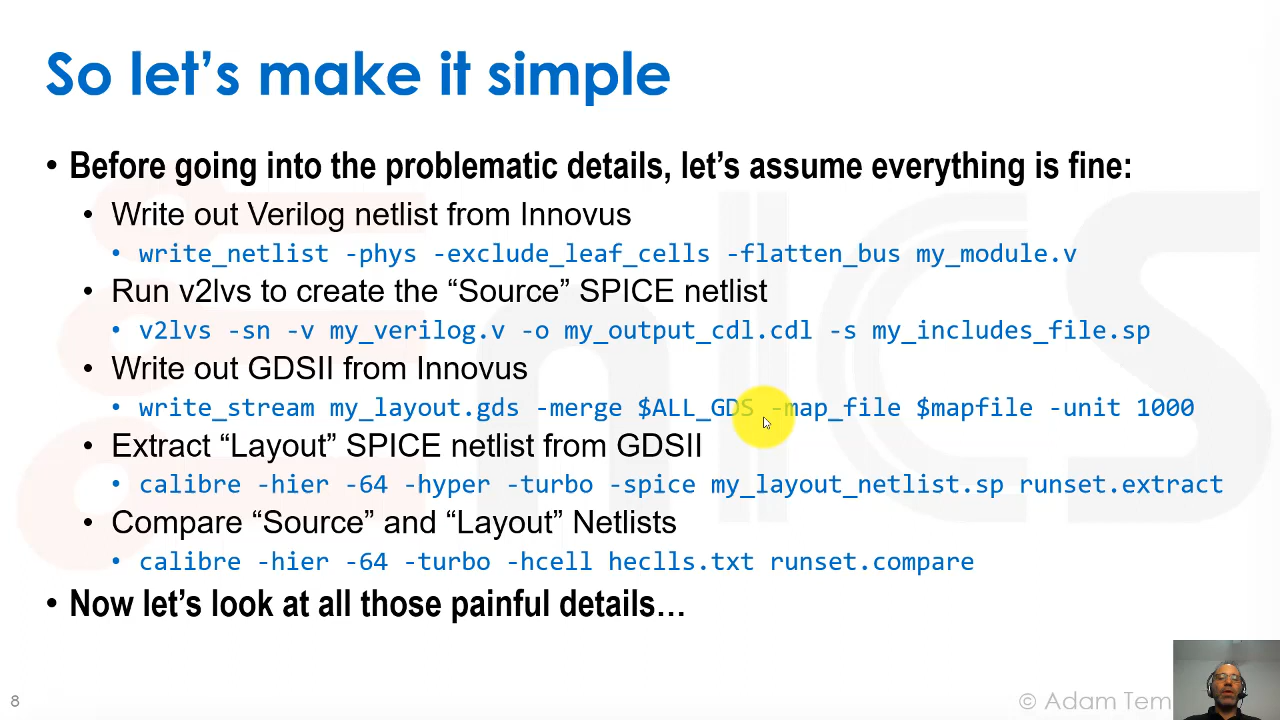 So let’s make it simple
• Before going into the problematic details, let’s assume everything is fine:
• Write out Verilog netlist from Innovus
• write_netlist -phys -exclude_leaf_cells -flatten_bus my_module.v
• Run v2lvs to create the “Source” SPICE netlist
• v2lvs -sn -v my_verilog.v -o my_output_cdl.cdl -s my_includes_file.sp
• Write out GDSII from Innovus
• write_stream my_layout.gds -merge $ALL_GDS -map_file $mapfile -unit 1000
• Extract “Layout” SPICE netlist from GDSII
• calibre -hier -64 -hyper -turbo -spice my_layout_netlist.sp runset.extract
• Compare “Source” and “Layout” Netlists
• calibre -hier -64 -turbo -hcell heclls.txt runset.compare
• Now let’s look at all those painful details…
8
© Adam Tem